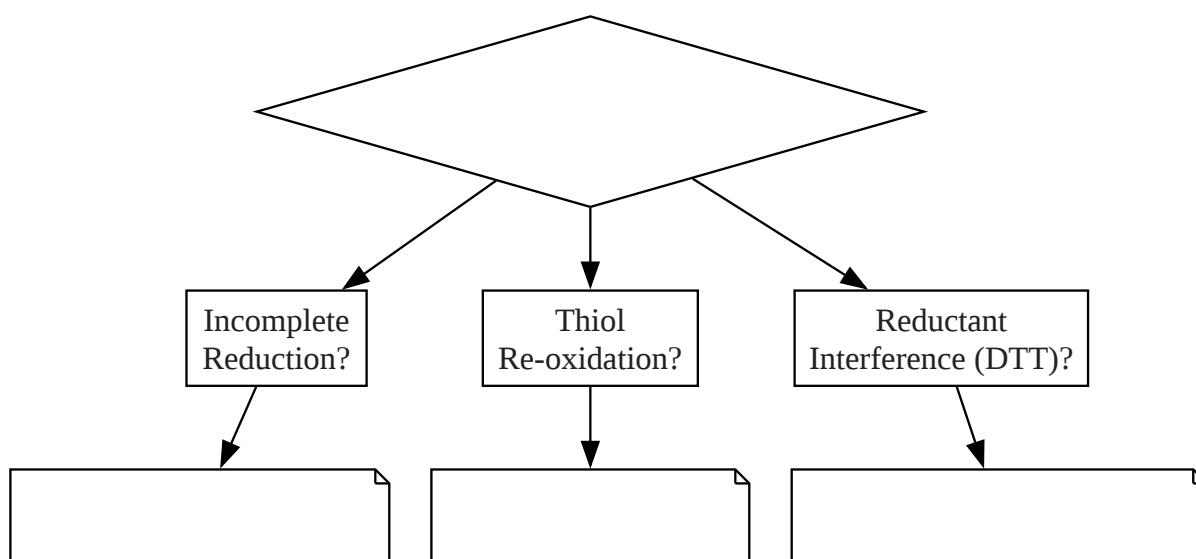 Incomplete
Reduction?
Thiol
Re-oxidation?
Reductant
Interference (DTT)?